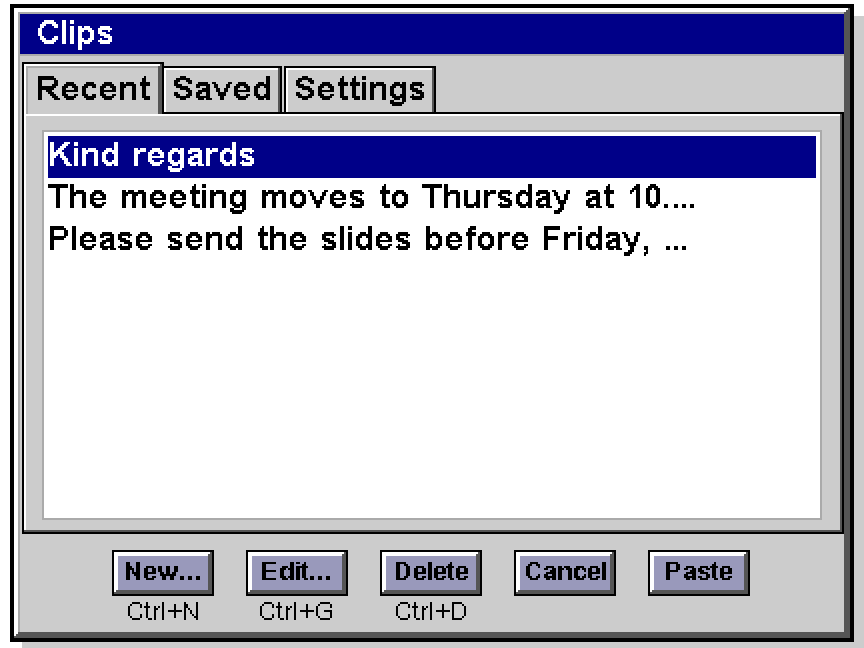 Clips
Recent Saved Settings
Kind regards
The meeting moves to Thursday at 10....
Please send the slides before Friday, ...
New... Edit... Delete Cancel Paste
Ctrl+N Ctrl+G Ctrl+D